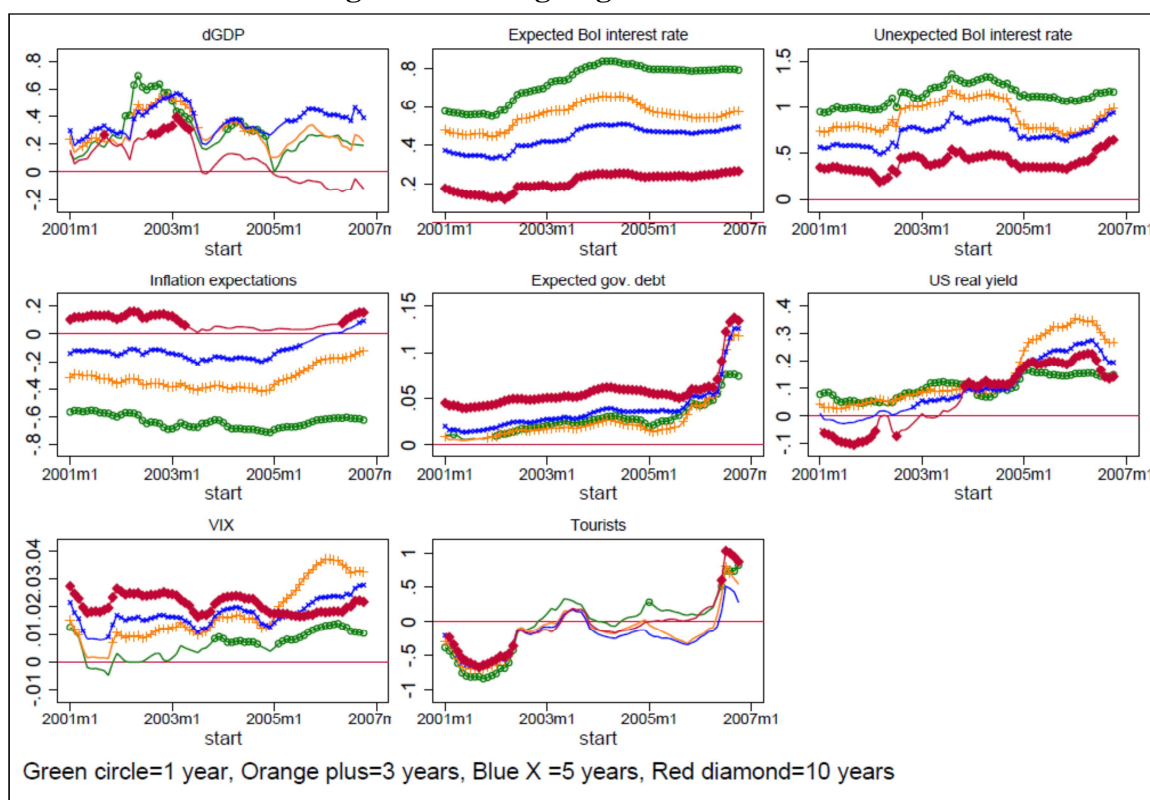 dGDP
-.2 0 .2 .4 .6 .8
2001m1 2003m1 2005m1 2007m1
start
Expected BoI interest rate
.2 .4 .6 .8
2001m1 2003m1 2005m1
start
Unexpected BoI interest rate
0 .5 1 1.5
2001m1 2003m1 2005m1 2007m1
start
Inflation expectations
-.8 -.6 -.4 -.2 0 .2
2001m1 2003m1 2005m1
start
Expected gov. debt
0 .05 .1 .15
2001m1 2003m1 2005m1
start
US real yield
-.1 0 .1 .2 .3 .4
2001m1 2003m1 2005m1 2007m1
start
VIX
-.01 0 .01 .02 .03 .04
2001m1 2003m1 2005m1
start
Tourists
-1 -.5 0 .5 1
2001m1 2003m1 2005m1 2007m1
start
Green circle=1 year, Orange plus=3 years, Blue X =5 years, Red diamond=10 years